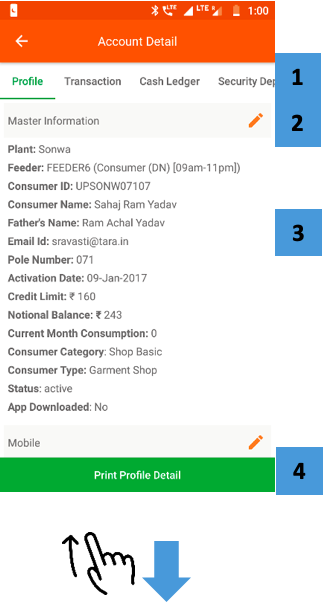 LTE LTE 1:00
Account Detail
Profile Transaction Cash Ledger Security Dep
1
Master Information
2
Plant: Sonwa
Feeder: FEEDER6 (Consumer (DN) [09am-11pm])
Consumer ID: UPSONW07107
Consumer Name: Sahaj Ram Yadav
Father's Name: Ram Achal Yadav
3
Email Id: sravasti@tara.in
Pole Number: 071
Activation Date: 09-Jan-2017
Credit Limit: ₹ 160
Notional Balance: ₹ 243
Current Month Consumption: 0
Consumer Category: Shop Basic
Consumer Type: Garment Shop
Status: active
App Downloaded: No
Mobile
Print Profile Detail
4